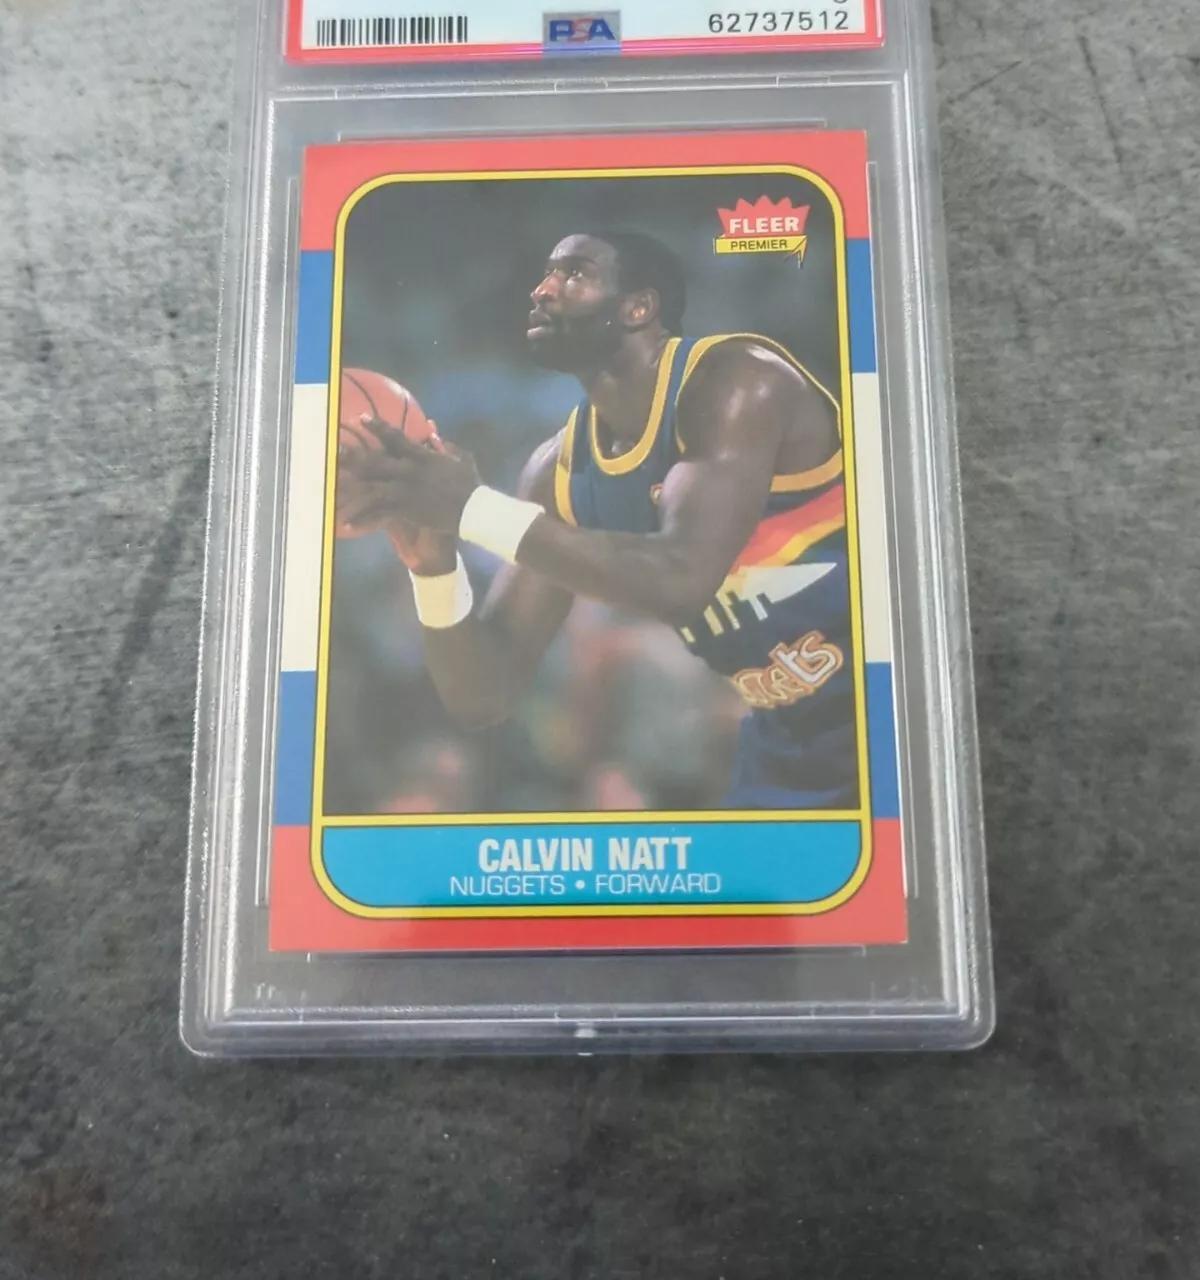 PSA
62737512
FLEER
PREMIER
CALVIN NATT
NUGGETS • FORWARD